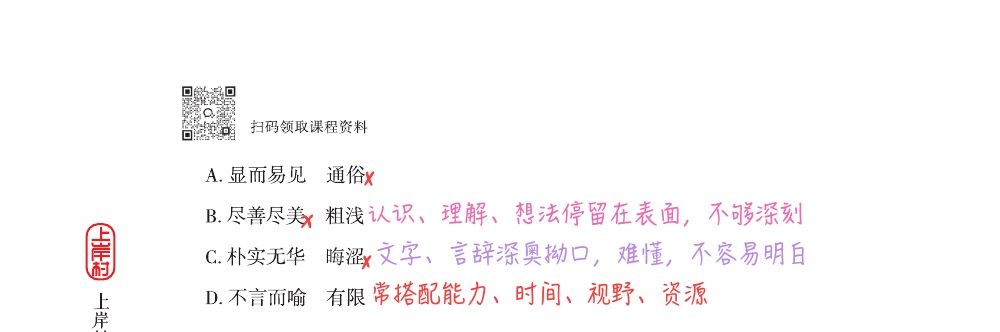 扫码领取课程资料
A. 显而易见 通俗
B. 尽善尽美 粗浅 认识、理解、想法停留在表面，不够深刻
C. 朴实无华 晦涩 文字、言辞深奥拗口，难懂，不容易明白
D. 不言而喻 有限 常搭配能力、时间、视野、资源
上岸村
上岸